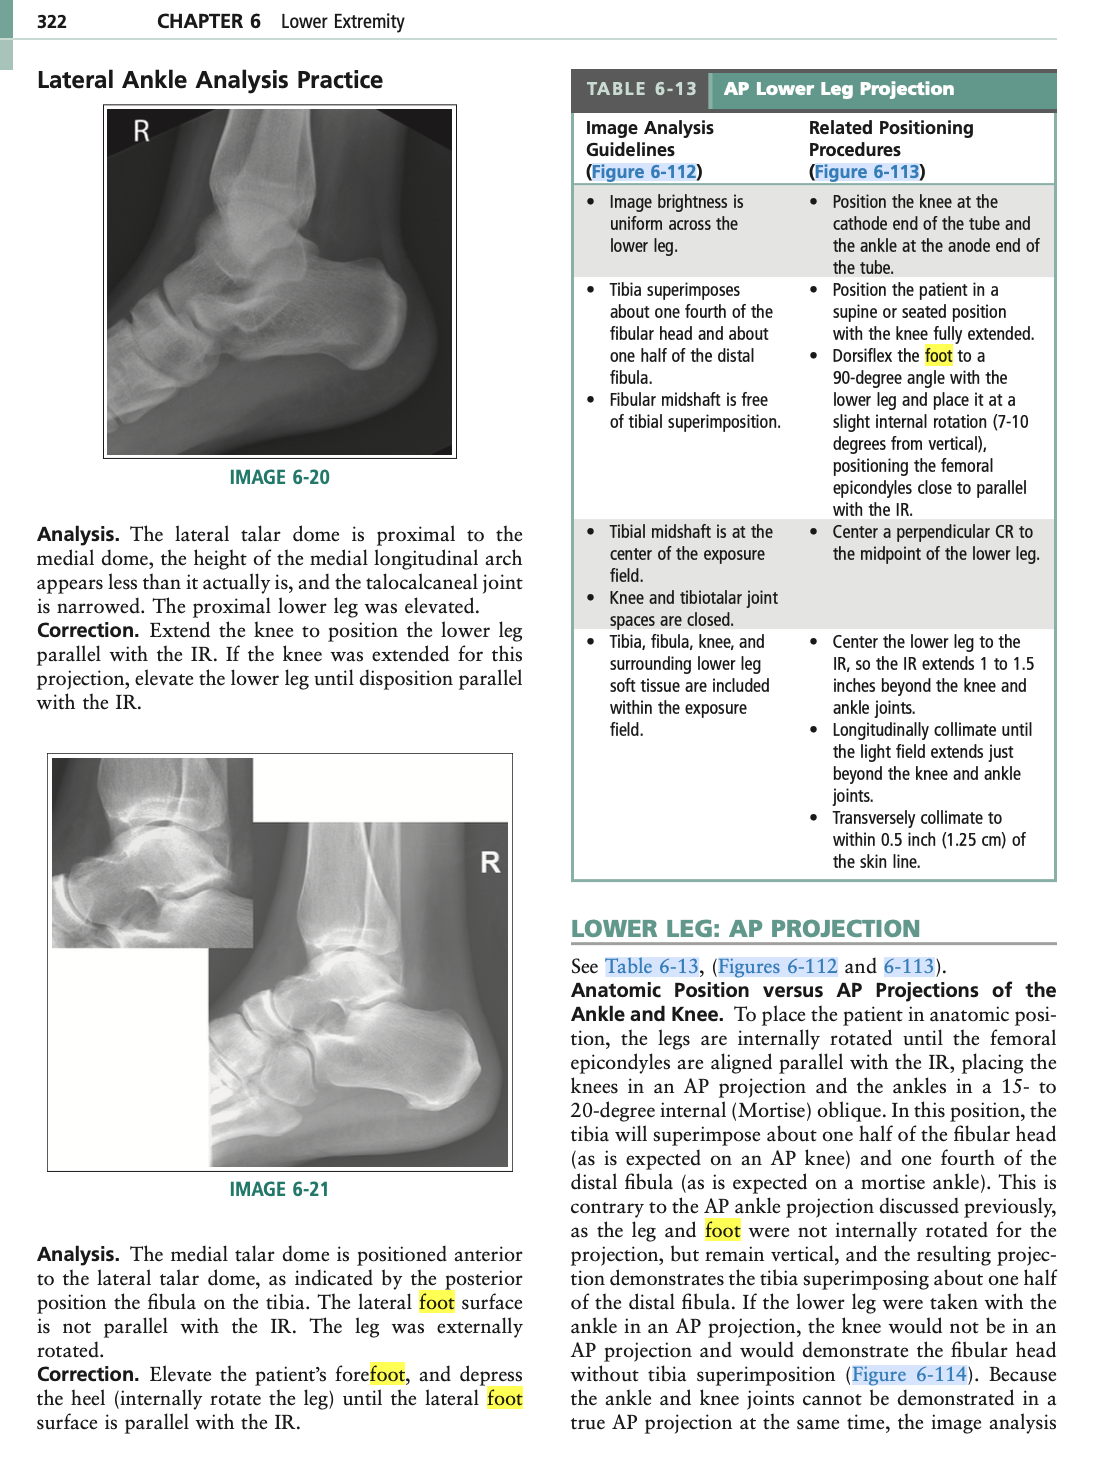 322 CHAPTER 6 Lower Extremity
Lateral Ankle Analysis Practice
R
IMAGE 6-20
Analysis. The lateral talar dome is proximal to the
medial dome, the height of the medial longitudinal arch
appears less than it actually is, and the talocalcaneal joint
is narrowed. The proximal lower leg was elevated.
Correction. Extend the knee to position the lower leg
parallel with the IR. If the knee was extended for this
projection, elevate the lower leg until disposition parallel
with the IR.
R
IMAGE 6-21
Analysis. The medial talar dome is positioned anterior
to the lateral talar dome, as indicated by the posterior
position the fibula on the tibia. The lateral foot surface
is not parallel with the IR. The leg was externally
rotated.
Correction. Elevate the patient's forefoot, and depress
the heel (internally rotate the leg) until the lateral foot
surface is parallel with the IR.
TABLE 6-13 AP Lower Leg Projection
Image Analysis
Guidelines
(Figure 6-112)
Related Positioning
Procedures
(Figure 6-113)
• Image brightness is
uniform across the
lower leg.
• Position the knee at the
cathode end of the tube and
the ankle at the anode end of
the tube.
• Tibia superimposes
about one fourth of the
fibular head and about
one half of the distal
fibula.
• Fibular midshaft is free
of tibial superimposition.
• Position the patient in a
supine or seated position
with the knee fully extended.
• Dorsiflex the foot to a
90-degree angle with the
lower leg and place it at a
slight internal rotation (7-10
degrees from vertical),
positioning the femoral
epicondyles close to parallel
with the IR.
• Tibial midshaft is at the
center of the exposure
field.
• Knee and tibiotalar joint
spaces are closed.
• Center a perpendicular CR to
the midpoint of the lower leg.
• Tibia, fibula, knee, and
surrounding lower leg
soft tissue are included
within the exposure
field.
• Center the lower leg to the
IR, so the IR extends 1 to 1.5
inches beyond the knee and
ankle joints.
• Longitudinally collimate until
the light field extends just
beyond the knee and ankle
joints.
• Transversely collimate to
within 0.5 inch (1.25 cm) of
the skin line.
LOWER LEG: AP PROJECTION
See Table 6-13, (Figures 6-112 and 6-113).
Anatomic Position versus AP Projections of the
Ankle and Knee. To place the patient in anatomic posi-
tion, the legs are internally rotated until the femoral
epicondyles are aligned parallel with the IR, placing the
knees in an AP projection and the ankles in a 15- to
20-degree internal (Mortise) oblique. In this position, the
tibia will superimpose about one half of the fibular head
(as is expected on an AP knee) and one fourth of the
distal fibula (as is expected on a mortise ankle). This is
contrary to the AP ankle projection discussed previously,
as the leg and foot were not internally rotated for the
projection, but remain vertical, and the resulting projec-
tion demonstrates the tibia superimposing about one half
of the distal fibula. If the lower leg were taken with the
ankle in an AP projection, the knee would not be in an
AP projection and would demonstrate the fibular head
without tibia superimposition (Figure 6-114). Because
the ankle and knee joints cannot be demonstrated in a
true AP projection at the same time, the image analysis